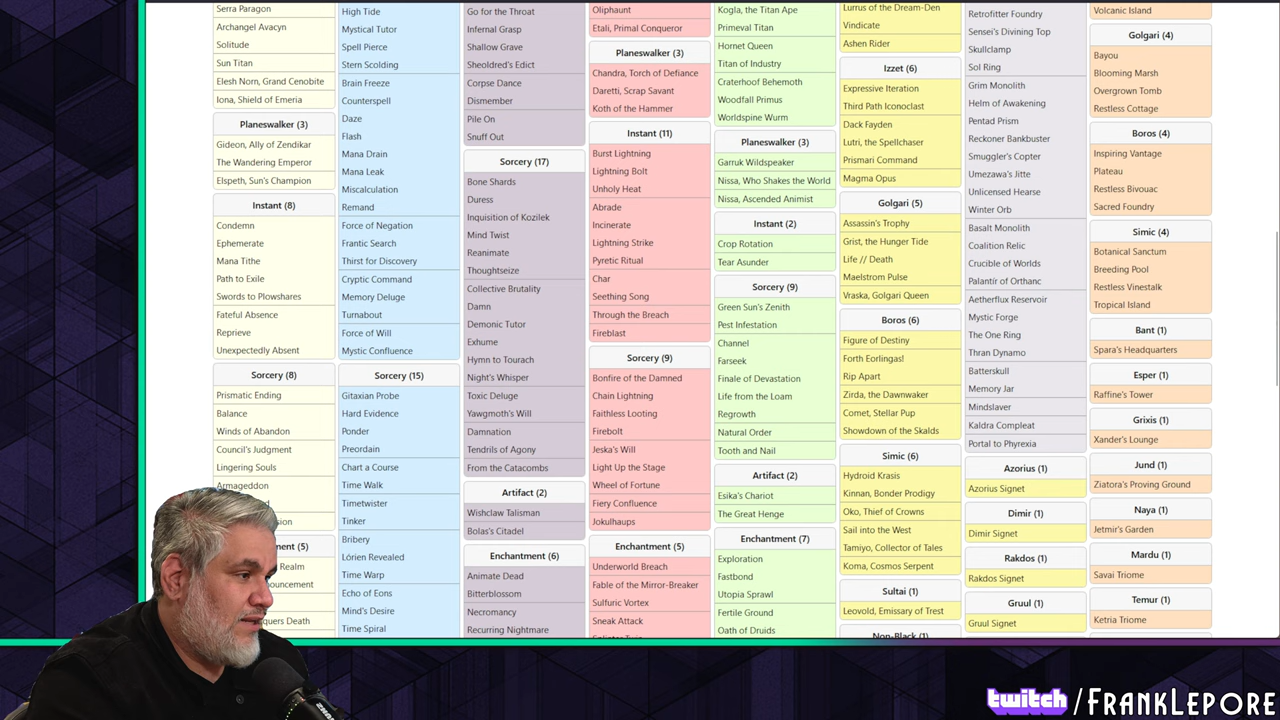 Serra Paragon
Archangel Avacyn
Solitude
Sun Titan
Elesh Norn, Grand Cenobite
Iona, Shield of Emeria
Planeswalker (3)
Gideon, Ally of Zendikar
The Wandering Emperor
Elspeth, Sun's Champion
Instant (8)
Condemn
Ephemerate
Mana Tithe
Path to Exile
Swords to Plowshares
Fateful Absence
Reprieve
Unexpectedly Absent
Sorcery (8)
Prismatic Ending
Balance
Winds of Abandon
Council's Judgment
Lingering Souls
Armageddon
High Tide
Mystical Tutor
Spell Pierce
Stern Scolding
Brain Freeze
Counterspell
Daze
Flash
Mana Drain
Mana Leak
Miscalculation
Remand
Force of Negation
Frantic Search
Thirst for Discovery
Cryptic Command
Memory Deluge
Turnabout
Force of Will
Mystic Confluence
Sorcery (15)
Gitaxian Probe
Hard Evidence
Ponder
Preordain
Chart a Course
Time Walk
Timetwister
Tinker
Bribery
Lórien Revealed
Time Warp
Echo of Eons
Mind's Desire
Time Spiral
Go for the Throat
Infernal Grasp
Shallow Grave
Sheoldred's Edict
Corpse Dance
Dismember
Pile On
Snuff Out
Sorcery (17)
Bone Shards
Duress
Inquisition of Kozilek
Mind Twist
Reanimate
Thoughtseize
Collective Brutality
Damn
Demonic Tutor
Exhume
Hymn to Tourach
Night's Whisper
Toxic Deluge
Yawgmoth's Will
Damnation
Tendrils of Agony
From the Catacombs
Artifact (2)
Wishclaw Talisman
Bolas's Citadel
Enchantment (6)
Animate Dead
Bitterblossom
Necromancy
Recurring Nightmare
Oliphaunt
Etali, Primal Conqueror
Planeswalker (3)
Chandra, Torch of Defiance
Daretti, Scrap Savant
Koth of the Hammer
Instant (11)
Burst Lightning
Lightning Bolt
Unholy Heat
Abrade
Incinerate
Lightning Strike
Pyretic Ritual
Char
Seething Song
Through the Breach
Fireblast
Sorcery (9)
Bonfire of the Damned
Chain Lightning
Faithless Looting
Firebolt
Jeska's Will
Light Up the Stage
Wheel of Fortune
Fiery Confluence
Jokulhaups
Enchantment (5)
Underworld Breach
Fable of the Mirror-Breaker
Sulfuric Vortex
Sneak Attack
Kogla, the Titan Ape
Primeval Titan
Hornet Queen
Titan of Industry
Craterhoof Behemoth
Woodfall Primus
Worldspine Wurm
Planeswalker (3)
Garruk Wildspeaker
Nissa, Who Shakes the World
Nissa, Ascended Animist
Instant (2)
Crop Rotation
Tear Asunder
Sorcery (9)
Green Sun's Zenith
Pest Infestation
Channel
Farseek
Finale of Devastation
Life from the Loam
Regrowth
Natural Order
Tooth and Nail
Artifact (2)
Esika's Chariot
The Great Henge
Enchantment (7)
Exploration
Fastbond
Utopia Sprawl
Fertile Ground
Oath of Druids
Lurrus of the Dream-Den
Vindicate
Ashen Rider
Izzet (6)
Expressive Iteration
Third Path Iconoclast
Dack Fayden
Lutri, the Spellchaser
Prismari Command
Magma Opus
Golgari (5)
Assassin's Trophy
Grist, the Hunger Tide
Life // Death
Maelstrom Pulse
Vraska, Golgari Queen
Boros (6)
Figure of Destiny
Forth Eorlingas!
Rip Apart
Zirda, the Dawnwaker
Comet, Stellar Pup
Showdown of the Skalds
Simic (6)
Hydroid Krasis
Kinnan, Bonder Prodigy
Oko, Thief of Crowns
Sail into the West
Tamiyo, Collector of Tales
Koma, Cosmos Serpent
Sultai (1)
Leovold, Emissary of Trest
Non-Black (1)
Retrofitter Foundry
Sensei's Divining Top
Skullclamp
Sol Ring
Grim Monolith
Helm of Awakening
Pentad Prism
Reckoner Bankbuster
Smuggler's Copter
Umezawa's Jitte
Unlicensed Hearse
Winter Orb
Basalt Monolith
Coalition Relic
Crucible of Worlds
Palantír of Orthanc
Aetherflux Reservoir
Mystic Forge
The One Ring
Thran Dynamo
Batterskull
Memory Jar
Mindslaver
Kaldra Compleat
Portal to Phyrexia
Azorius (1)
Azorius Signet
Dimir (1)
Dimir Signet
Rakdos (1)
Rakdos Signet
Gruul (1)
Gruul Signet
Volcanic Island
Golgari (4)
Bayou
Blooming Marsh
Overgrown Tomb
Restless Cottage
Boros (4)
Inspiring Vantage
Plateau
Restless Bivouac
Sacred Foundry
Simic (4)
Botanical Sanctum
Breeding Pool
Restless Vinestalk
Tropical Island
Bant (1)
Spara's Headquarters
Esper (1)
Raffine's Tower
Grixis (1)
Xander's Lounge
Jund (1)
Ziatora's Proving Ground
Naya (1)
Jetmir's Garden
Mardu (1)
Savai Triome
Temur (1)
Ketria Triome
twitch/FRANKLEPORE